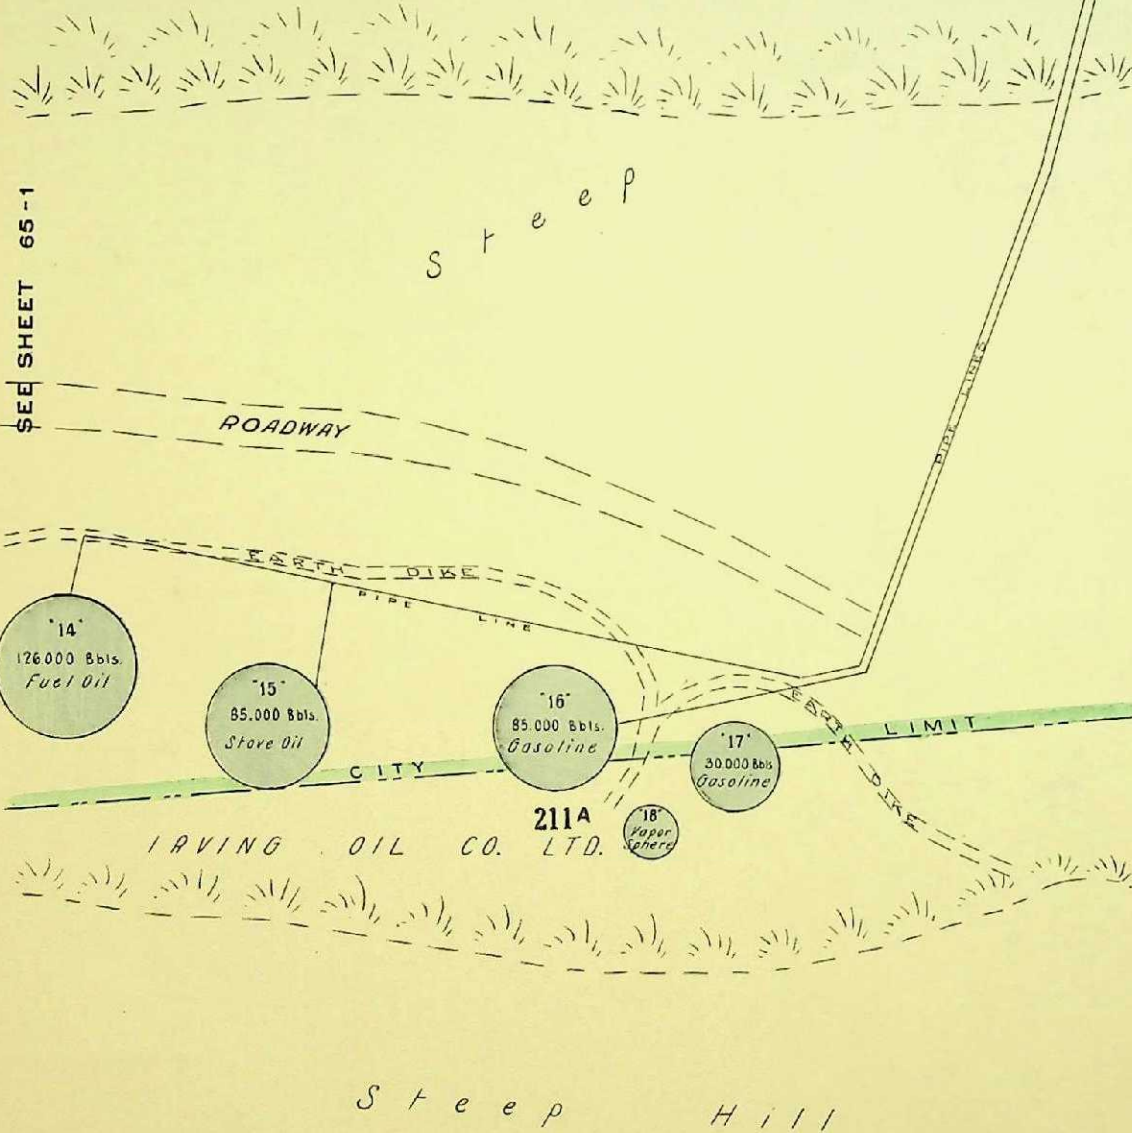 Steep
SEE SHEET 65-1
ROADWAY
PIPE LINES
EARTH DIKE
PIPE LINE
"14"
126.000 Bbls.
Fuel Oil
"15"
85.000 Bbls.
Stove Oil
"16"
85.000 Bbls.
Gasoline
"17"
30.000 Bbls
Gasoline
EARTH DIKE
CITY LIMIT
211A
"18"
Vapor
Sphere
IRVING OIL CO. LTD.
Steep Hill